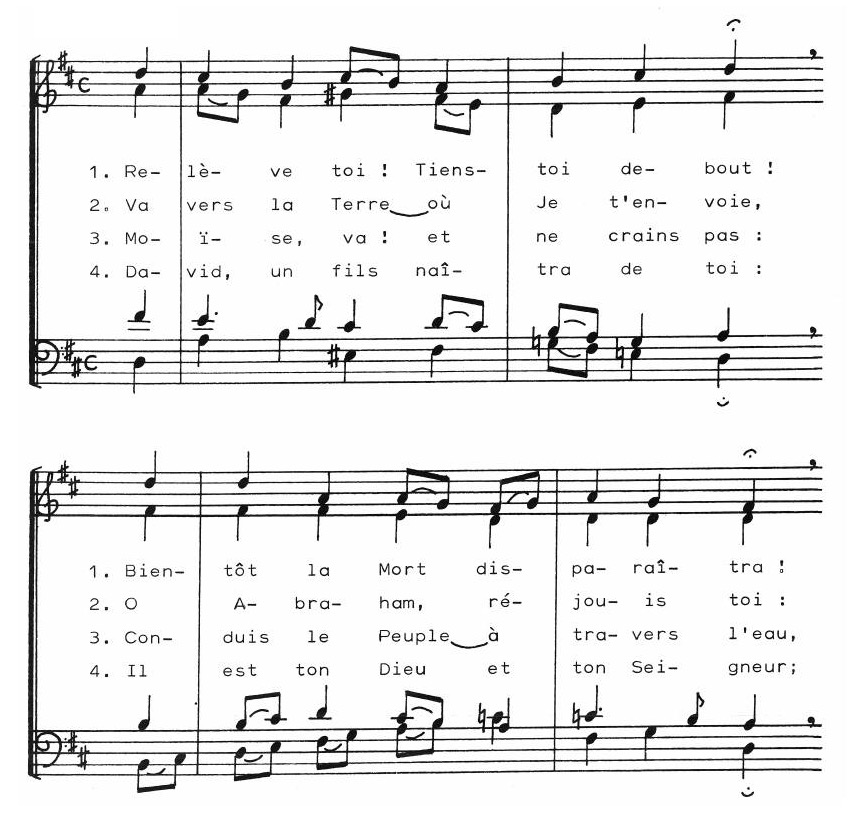 1. Re- lè- ve toi ! Tiens- toi de- bout !
2. Va vers la Terre‿où Je t'en- voie,
3. Mo- ï- se, va ! et ne crains pas :
4. Da- vid, un fils naî- tra de toi :
1. Bien- tôt la Mort dis- pa- raî- tra !
2. O A- bra- ham, ré- jou- is toi :
3. Con- duis le Peuple‿à tra- vers l'eau,
4. Il est ton Dieu et ton Sei- gneur;